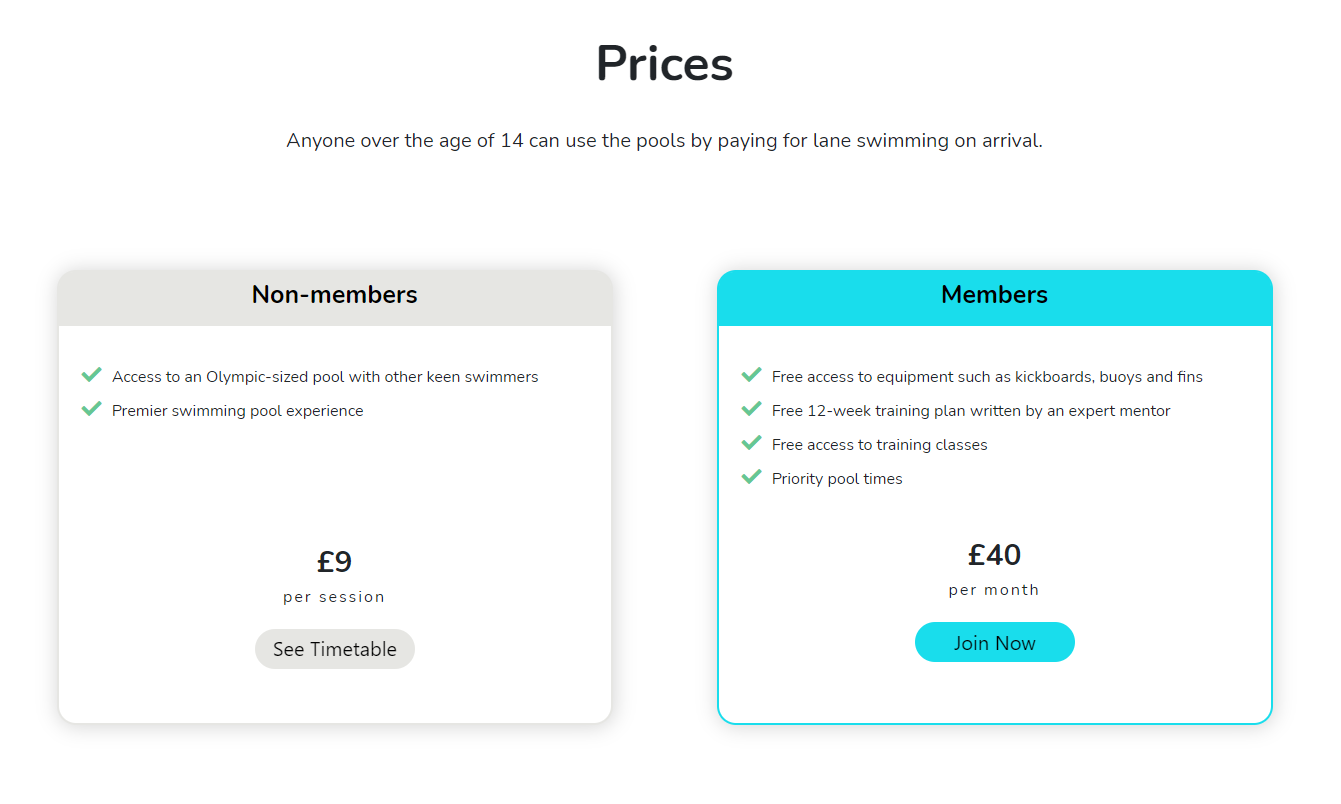 Prices
Anyone over the age of 14 can use the pools by paying for lane swimming on arrival.
Non-members
Access to an Olympic-sized pool with other keen swimmers
Premier swimming pool experience
£9
per session
See Timetable
Members
Free access to equipment such as kickboards, buoys and fins
Free 12-week training plan written by an expert mentor
Free access to training classes
Priority pool times
£40
per month
Join Now